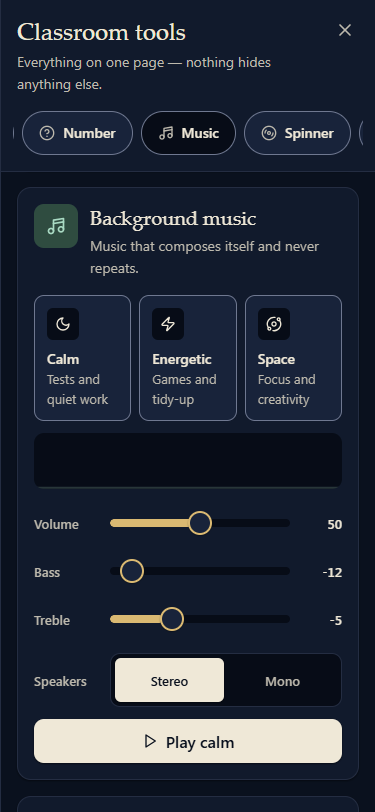 Classroom tools
Everything on one page — nothing hides
anything else.
Number
Music
Spinner
Background music
Music that composes itself and never
repeats.
Calm
Tests and
quiet work
Energetic
Games and
tidy-up
Space
Focus and
creativity
Volume 50
Bass -12
Treble -5
Speakers Stereo Mono
Play calm